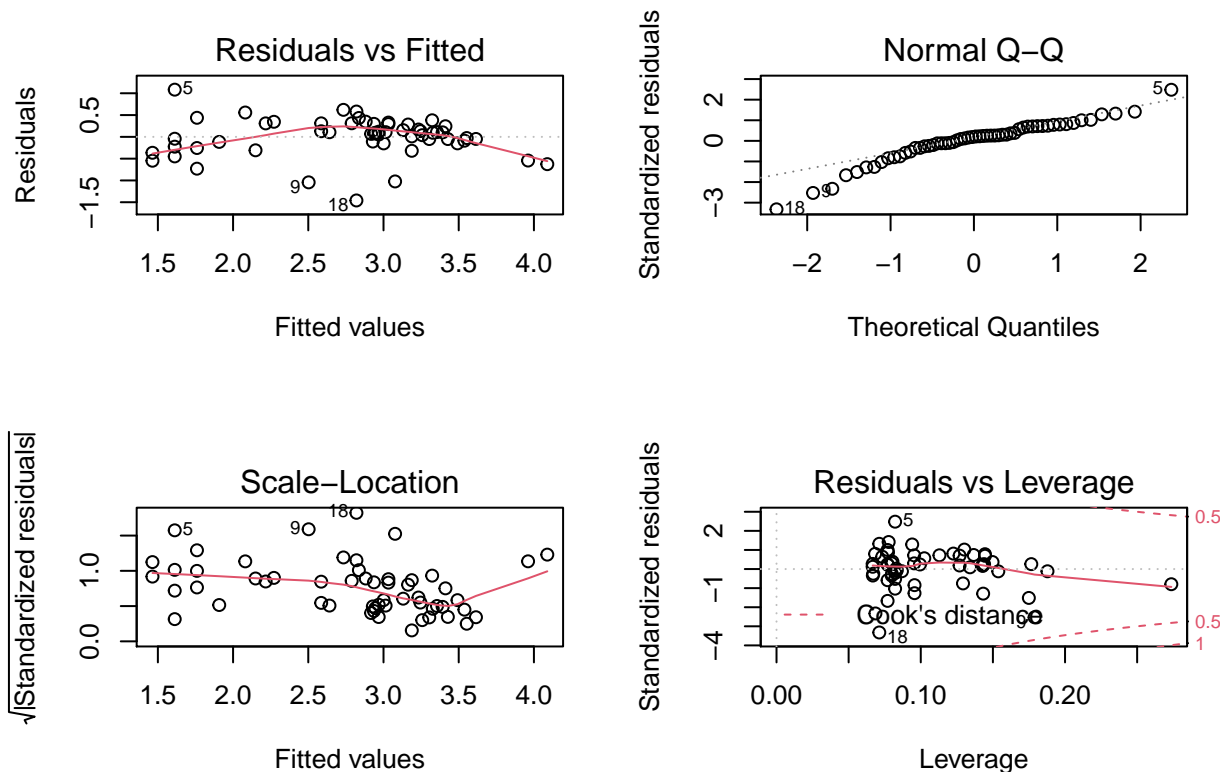 Residuals vs Fitted
Residuals
0.5
−1.5
5
9
18
1.5 2.0 2.5 3.0 3.5 4.0
Fitted values
Normal Q−Q
Standardized residuals
2
0
−3
5
9
18
−2 −1 0 1 2
Theoretical Quantiles
Scale−Location
√|Standardized residuals|
1.0
0.0
5
9
18
1.5 2.0 2.5 3.0 3.5 4.0
Fitted values
Residuals vs Leverage
Standardized residuals
2
−1
−4
5
0.5
Cook's distance
9
0.5
18
1
0.00 0.10 0.20
Leverage